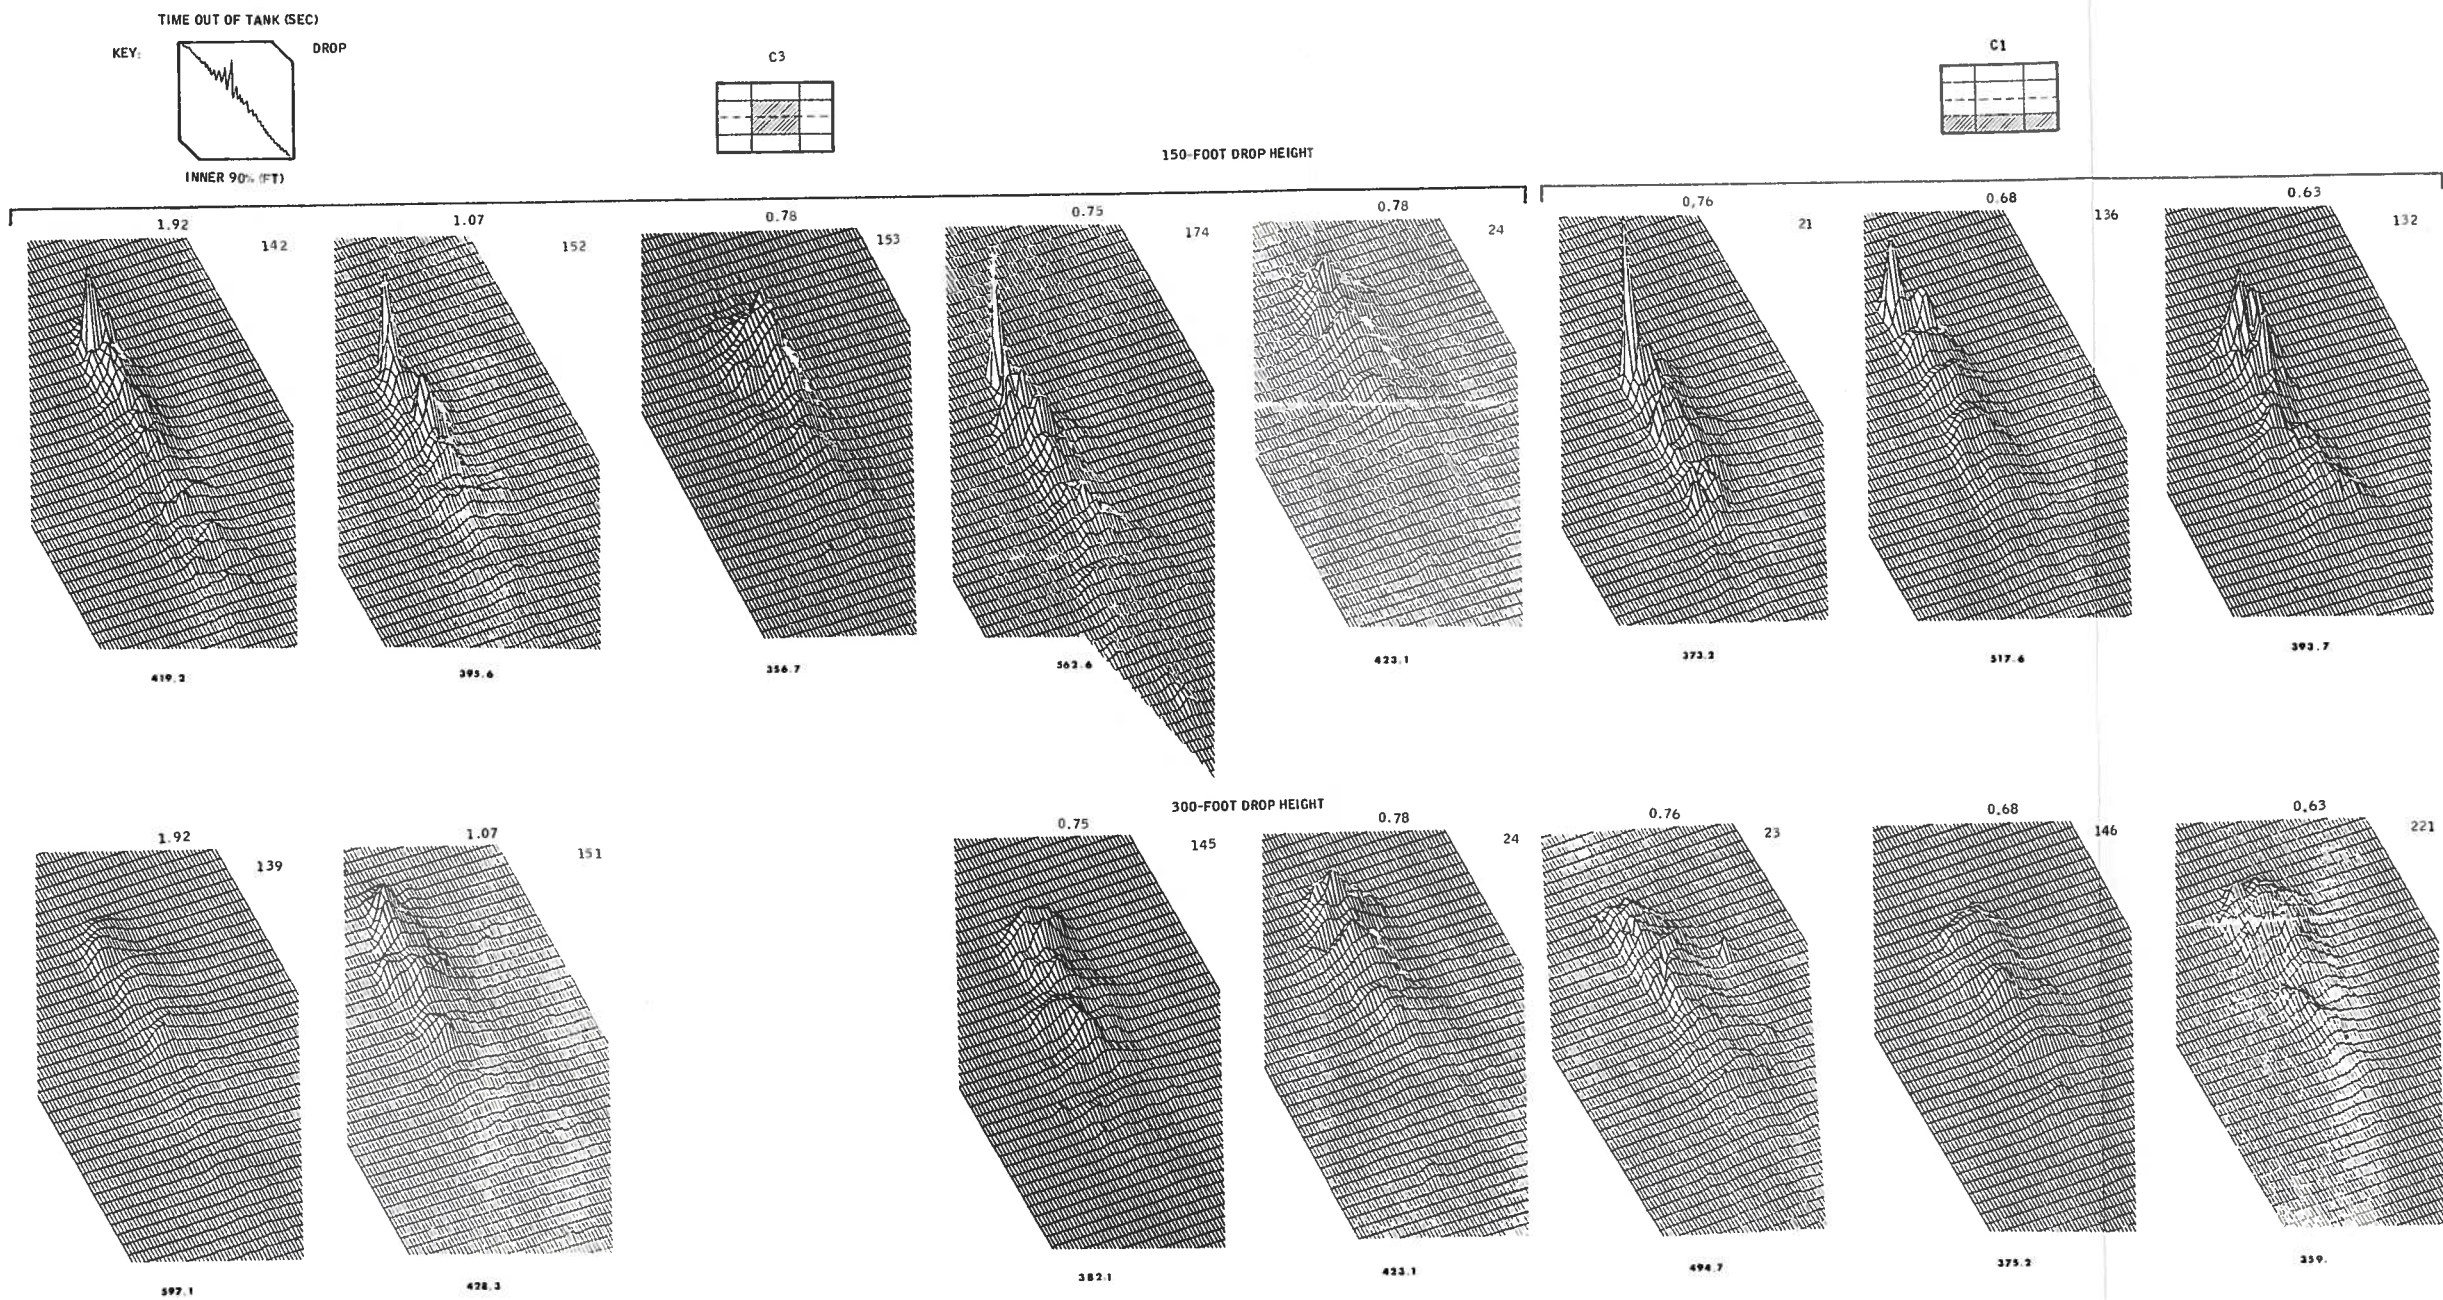 TIME OUT OF TANK (SEC)
KEY:
DROP
INNER 90% (FT)
C3
C1
150-FOOT DROP HEIGHT
1.92 1.07 0.78 0.75 0.78 0.76 0.68 0.63
142 152 153 174 24 21 136 132
419.2 395.6 356.7 562.6 423.1 373.2 517.6 393.7
300-FOOT DROP HEIGHT
1.92 1.07 0.75 0.78 0.76 0.68 0.63
139 151 145 24 23 146 221
597.1 428.3 382.1 423.1 494.7 375.2 359.